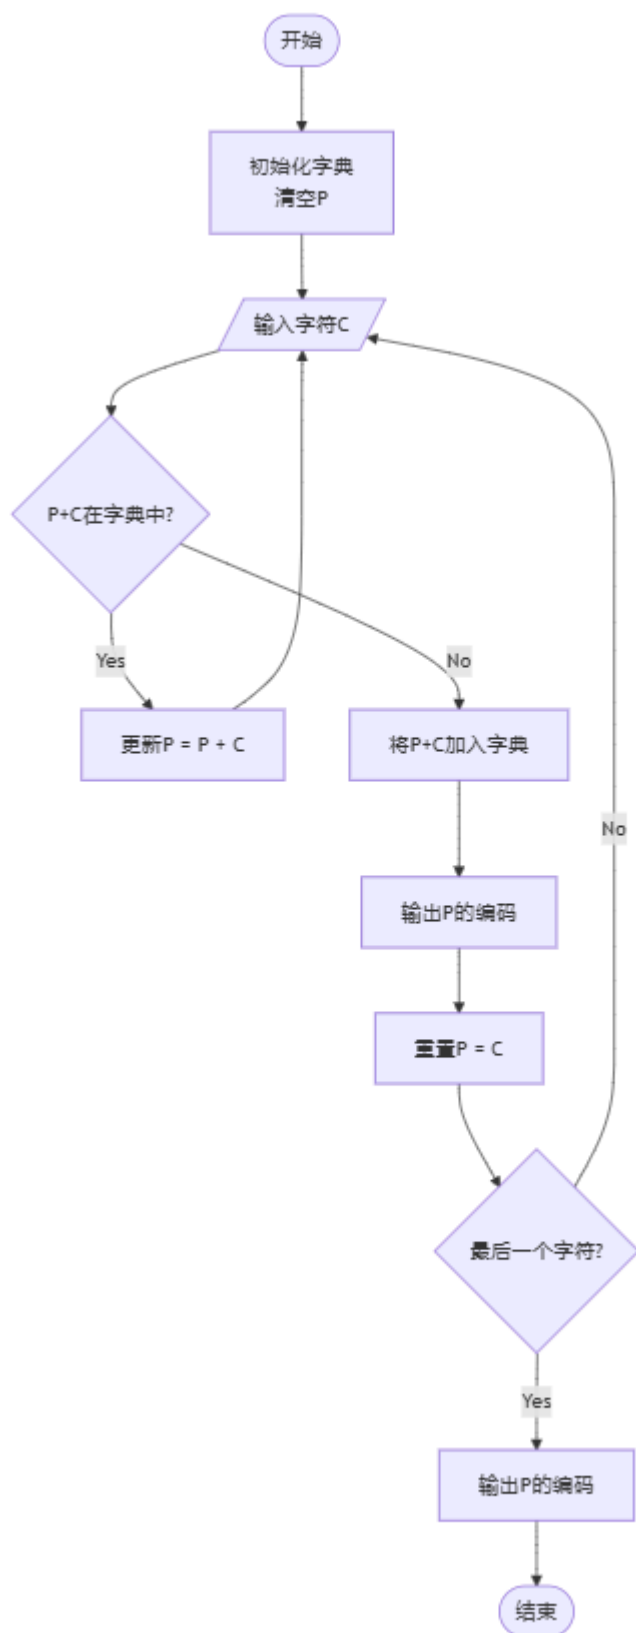 开始
初始化字典
清空P
输入字符C
P+C在字典中?
Yes
No
更新P = P + C
将P+C加入字典
No
输出P的编码
重置P = C
最后一个字符?
Yes
输出P的编码
结束